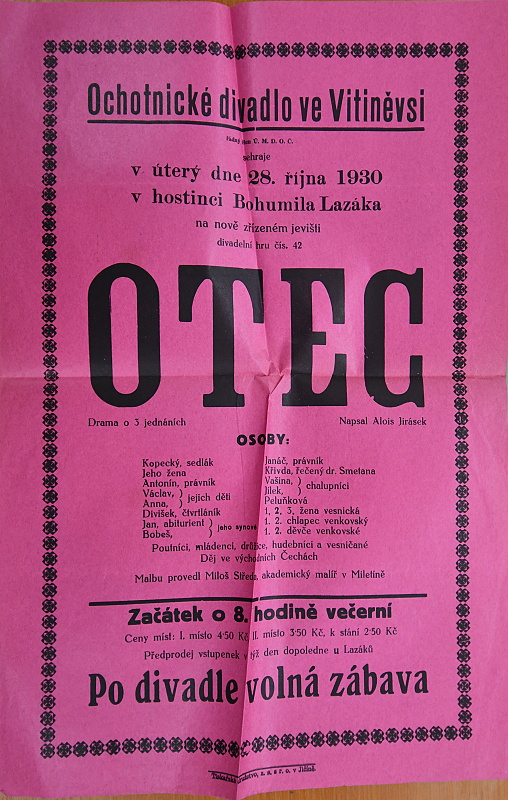 Ochotnické divadlo ve Vitiněvsi
Ú. M. D. O. Č.
sehraje
v úterý dne 28. října 1930
v hostinci Bohumila Lazáka
na nově zřízeném jevišti
divadelní hru čís. 42
OTEC
Drama o 3 jednáních
Napsal Alois Jirásek
OSOBY:
Kopecký, sedlák
Jeho žena
Antonín, právník
Václav, ) jejich děti
Anna, )
Divíšek, čtvrtláník
Jan, abiturient ) jeho synové
Bobeš, )
Janáč, právník
Křivda, řečený dr. Smetana
Vašina, ) chalupníci
Jílek, )
Peluňková
1, 2, 3, žena vesnická
1. 2. chlapec venkovský
1. 2. děvče venkovské
Poutníci, mládenci, družice, hudebníci a vesničané
Děj ve východních Čechách
Malbu provedl Miloš Středa, akademický malíř v Miletíně
Začátek o 8. hodině večerní
Ceny míst: I. místo 4·50 Kč, II. místo 3·50 Kč, k stání 2·50 Kč
Předprodej vstupenek v týž den dopoledne u Lazáků
Po divadle volná zábava
v Jičíně